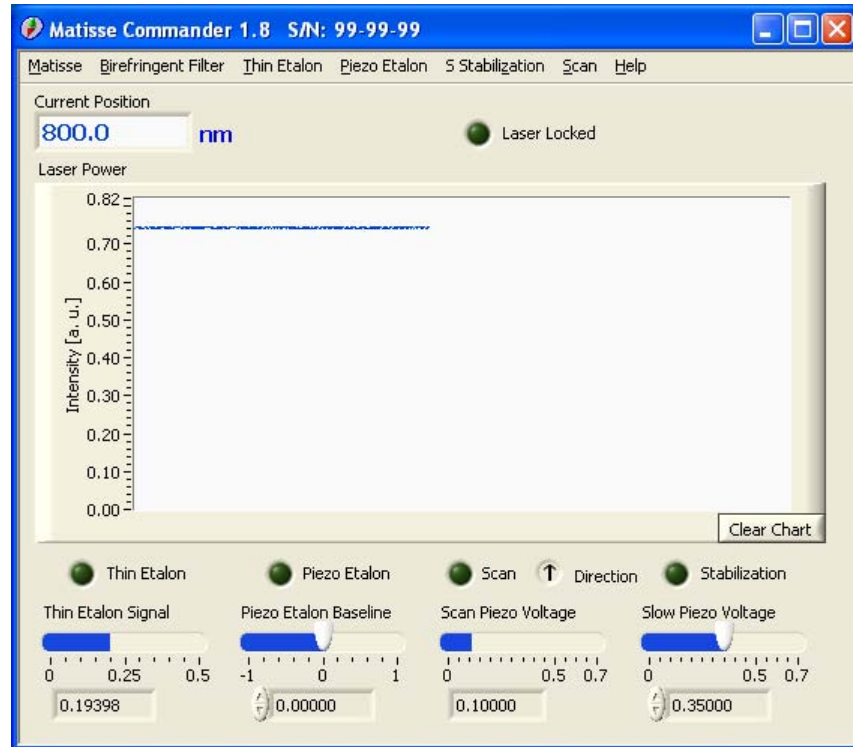 Matisse Commander 1.8 S/N: 99-99-99
Matisse Birefringent Filter Thin Etalon Piezo Etalon S Stabilization Scan Help
Current Position
800.0 nm
Laser Locked
Laser Power
Intensity [a. u.]
0.82
0.70
0.60
0.50
0.40
0.30
0.20
0.10
0.00
Clear Chart
Thin Etalon Piezo Etalon Scan Direction Stabilization
Thin Etalon Signal Piezo Etalon Baseline Scan Piezo Voltage Slow Piezo Voltage
0 0.25 0.5 -1 0 1 0 0.5 0.7 0 0.5 0.7
0.19398 0.00000 0.10000 0.35000